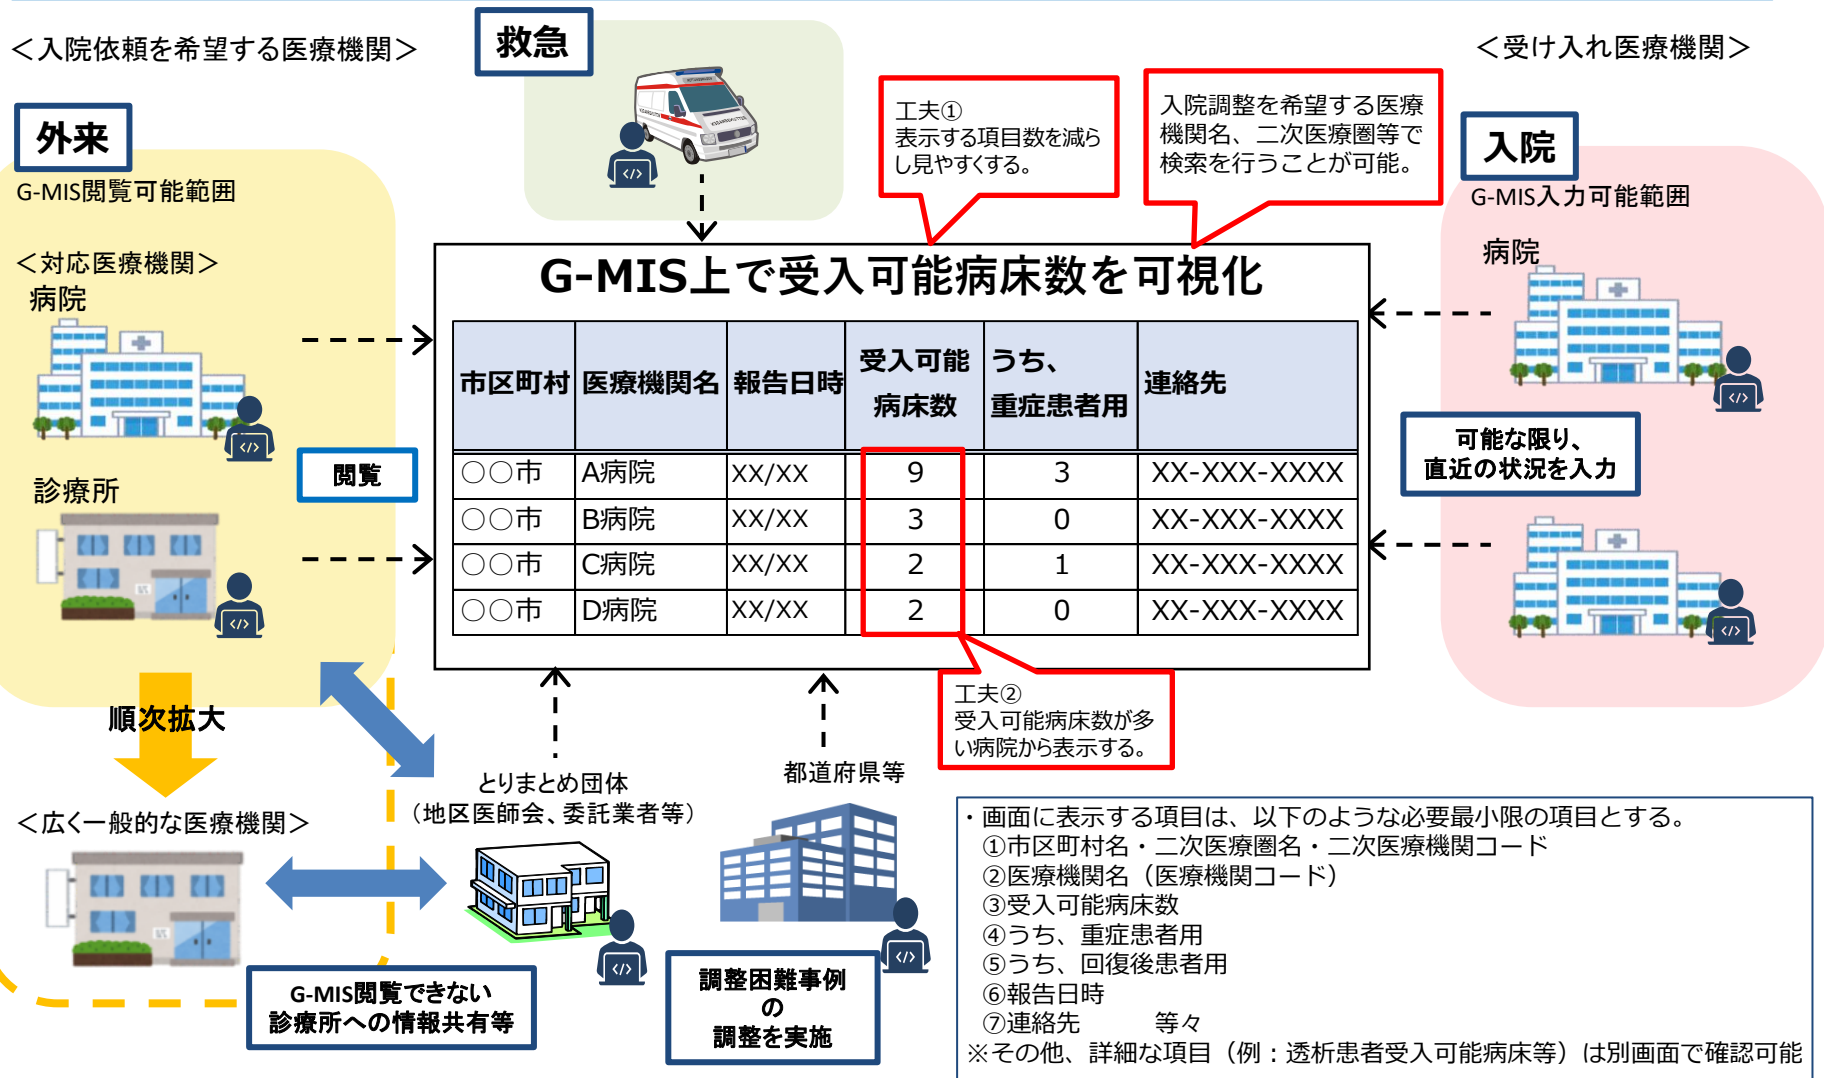 ＜入院依頼を希望する医療機関＞
救急
＜受け入れ医療機関＞
外来
G-MIS閲覧可能範囲
＜対応医療機関＞
病院
診療所
閲覧
順次拡大
＜広く一般的な医療機関＞
G-MIS閲覧できない
診療所への情報共有等
工夫①
表示する項目数を減ら
し見やすくする。
入院調整を希望する医療
機関名、二次医療圏等で
検索を行うことが可能。
G-MIS上で受入可能病床数を可視化
市区町村 医療機関名 報告日時 受入可能病床数 うち、重症患者用 連絡先
○○市 A病院 XX/XX 9 3 XX-XXX-XXXX
○○市 B病院 XX/XX 3 0 XX-XXX-XXXX
○○市 C病院 XX/XX 2 1 XX-XXX-XXXX
○○市 D病院 XX/XX 2 0 XX-XXX-XXXX
工夫②
受入可能病床数が多
い病院から表示する。
入院
G-MIS入力可能範囲
病院
可能な限り、
直近の状況を入力
とりまとめ団体
（地区医師会、委託業者等）
都道府県等
調整困難事例
の
調整を実施
・画面に表示する項目は、以下のような必要最小限の項目とする。
①市区町村名・二次医療圏名・二次医療機関コード
②医療機関名（医療機関コード）
③受入可能病床数
④うち、重症患者用
⑤うち、回復後患者用
⑥報告日時
⑦連絡先　　　等々
※その他、詳細な項目（例：透析患者受入可能病床等）は別画面で確認可能